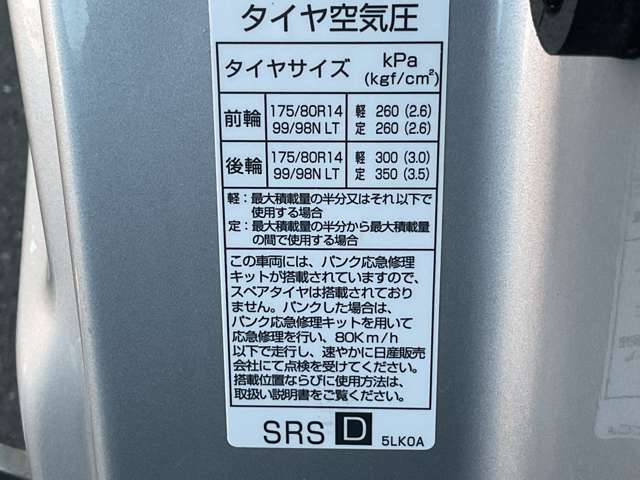 タイヤ空気圧
タイヤサイズ kPa (kgf/cm²)
前輪 175/80R14 99/98N LT 軽 260 (2.6) 定 260 (2.6)
後輪 175/80R14 99/98N LT 軽 300 (3.0) 定 350 (3.5)
軽：最大積載量の半分又はそれ以下で
使用する場合
定：最大積載量の半分から最大積載量
の間で使用する場合
この車両には、パンク応急修理
キットが搭載されていますので、
スペアタイヤは搭載されており
ません。パンクした場合は、
パンク応急修理キットを用いて
応急修理を行い、80Km/h
以下で走行し、速やかに日産販売
会社にて点検を受けてください。
搭載位置ならびに使用方法は、
取扱い説明書をご覧ください。
SRS D 5LK0A